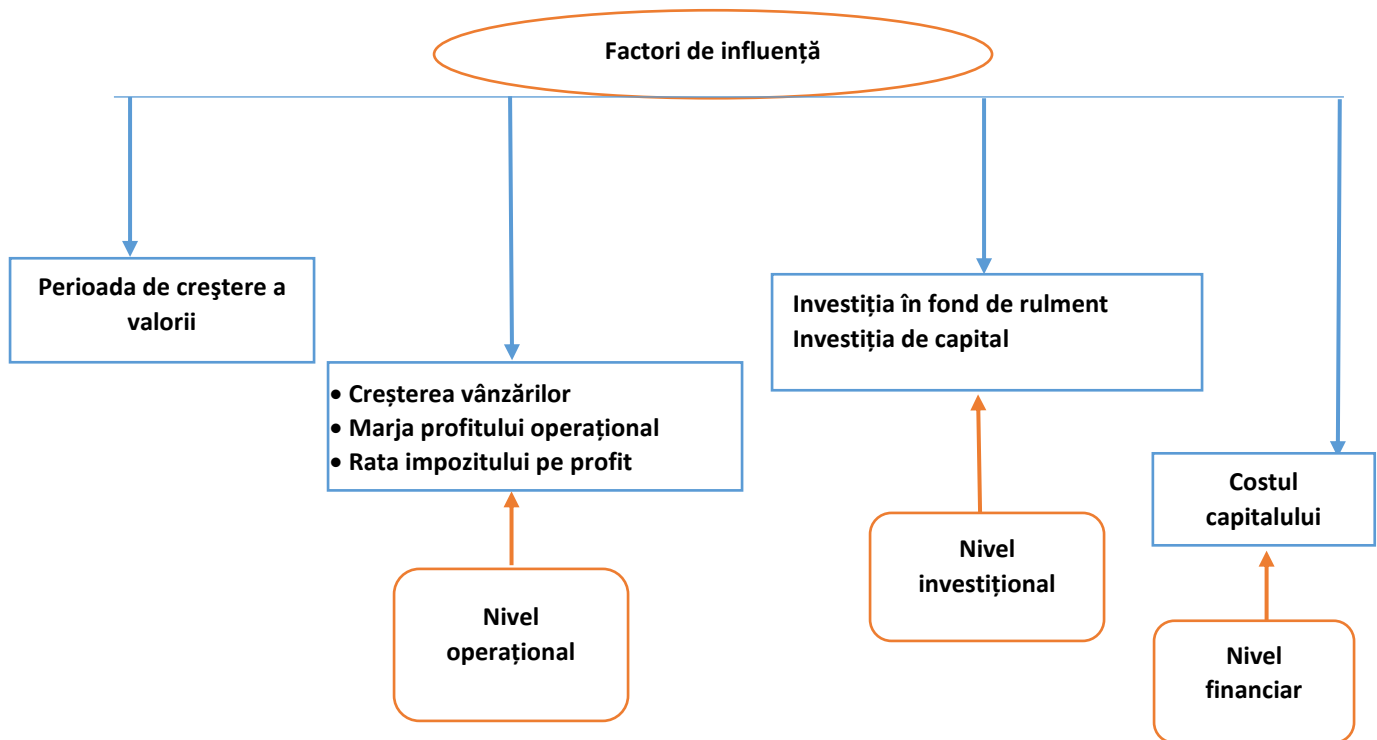 Factori de influență
Perioada de creştere a
valorii
• Creșterea vânzărilor
• Marja profitului operațional
• Rata impozitului pe profit
Investiția în fond de rulment
Investiția de capital
Costul
capitalului
Nivel
operațional
Nivel
investițional
Nivel
financiar